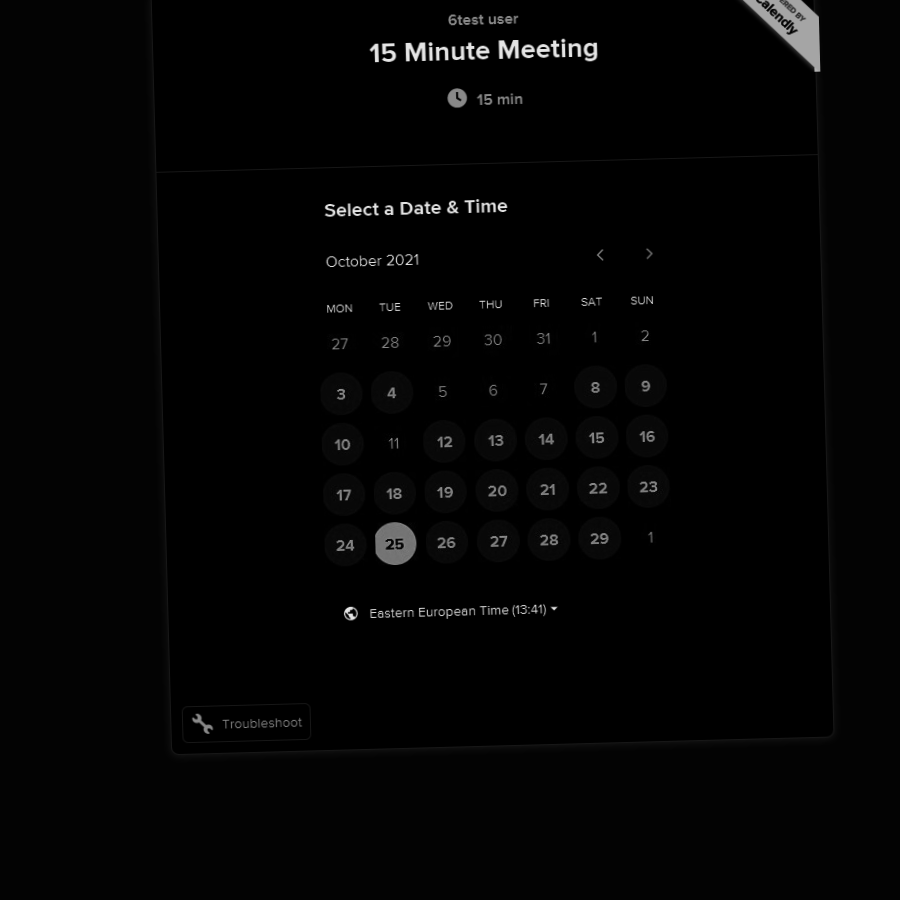 6test user
15 Minute Meeting
15 min
Calendly
Select a Date & Time
October 2021
MON TUE WED THU FRI SAT SUN
27 28 29 30 31 1 2
3 4 5 6 7 8 9
10 11 12 13 14 15 16
17 18 19 20 21 22 23
24 25 26 27 28 29 1
Eastern European Time (13:41)
Troubleshoot